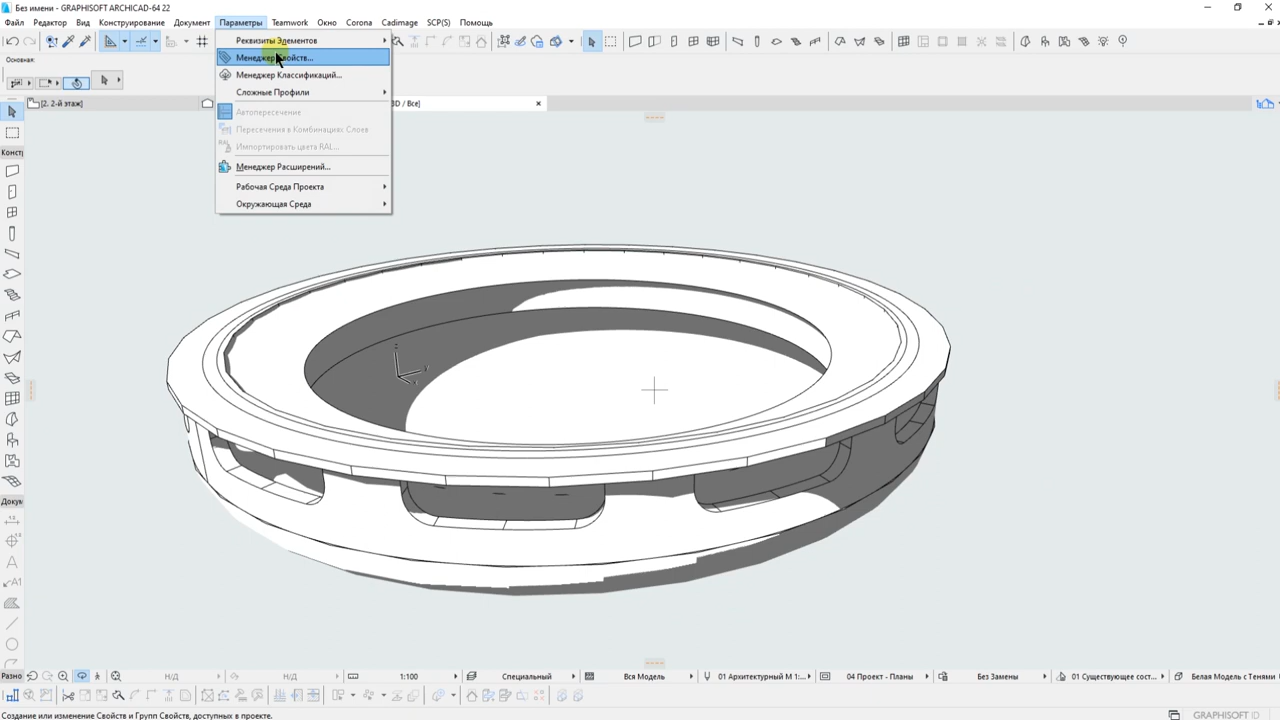 Без имени - GRAPHISOFT ARCHICAD-64 22
Файл Редактор Вид Конструирование Документ Параметры Teamwork Окно Corona Cadimage SCP(S) Помощь
Реквизиты Элементов
Менеджер Свойств...
Менеджер Классификаций...
Сложные Профили
Автопересечение
Пересечения в Комбинациях Слоев
Импортировать цвета RAL...
Менеджер Расширений...
Рабочая Среда Проекта
Окружающая Среда
Основная:
[2. 2-й этаж]
3D / Все]
Конст
Докум
Разно
Н/Д
Н/Д
1:100
Специальный
Вся Модель
01 Архитектурный М 1:...
04 Проект - Планы
Без Замены
01 Существующее сост...
Белая Модель с Тенями
Создание или изменение Свойств и Групп Свойств, доступных в проекте.
GRAPHISOFT ID